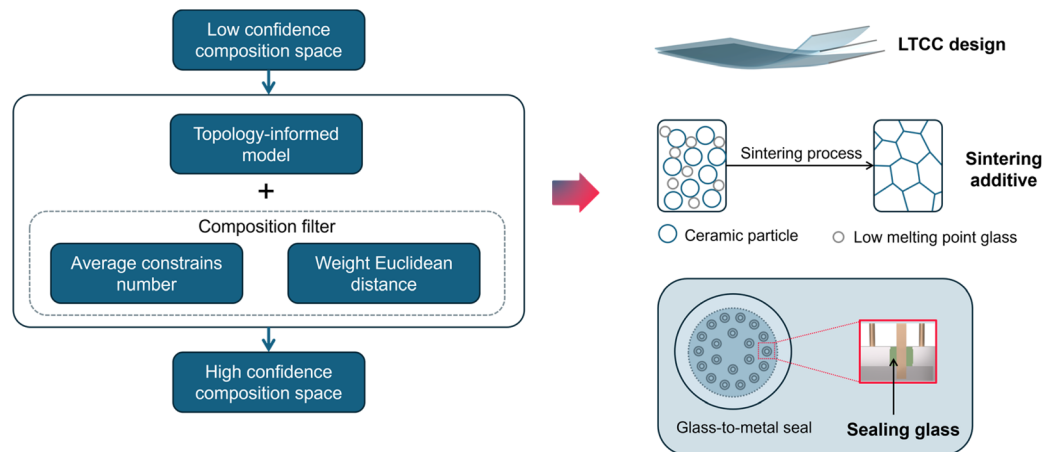 Low confidence
composition space
Topology-informed
model
+
Composition filter
Average constrains
number
Weight Euclidean
distance
High confidence
composition space
LTCC design
Sintering process
Sintering
additive
Ceramic particle
Low melting point glass
Glass-to-metal seal
Sealing glass